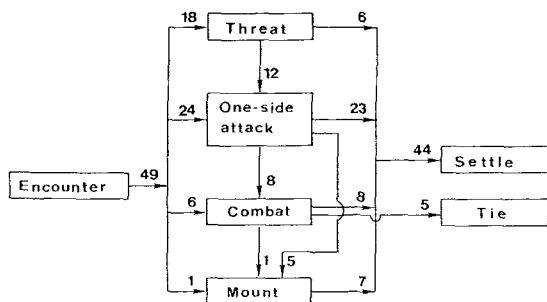 18
Threat
6
12
24
One-side
attack
23
44
Settle
Encounter
49
8
6
Combat
8
5
Tie
1
5
1
Mount
7